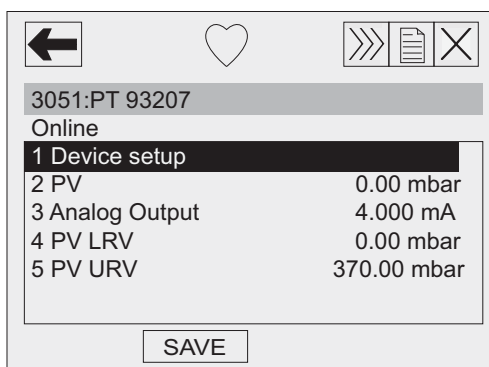 3051:PT 93207
Online
1 Device setup
2 PV 0.00 mbar
3 Analog Output 4.000 mA
4 PV LRV 0.00 mbar
5 PV URV 370.00 mbar
SAVE